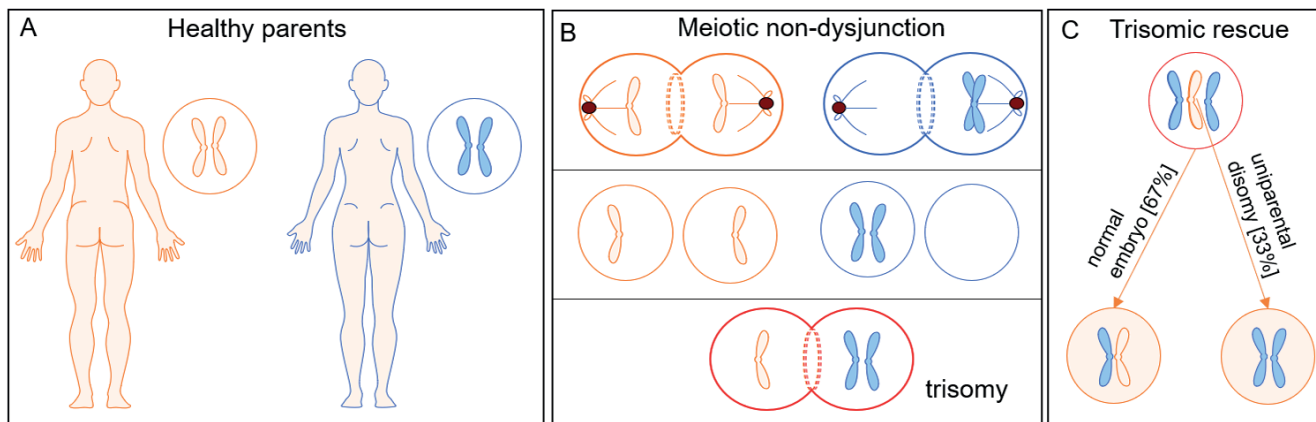 A
Healthy parents
B
Meiotic non-dysjunction
trisomy
C
Trisomic rescue
normal
embryo [67%]
uniparental
disomy [33%]